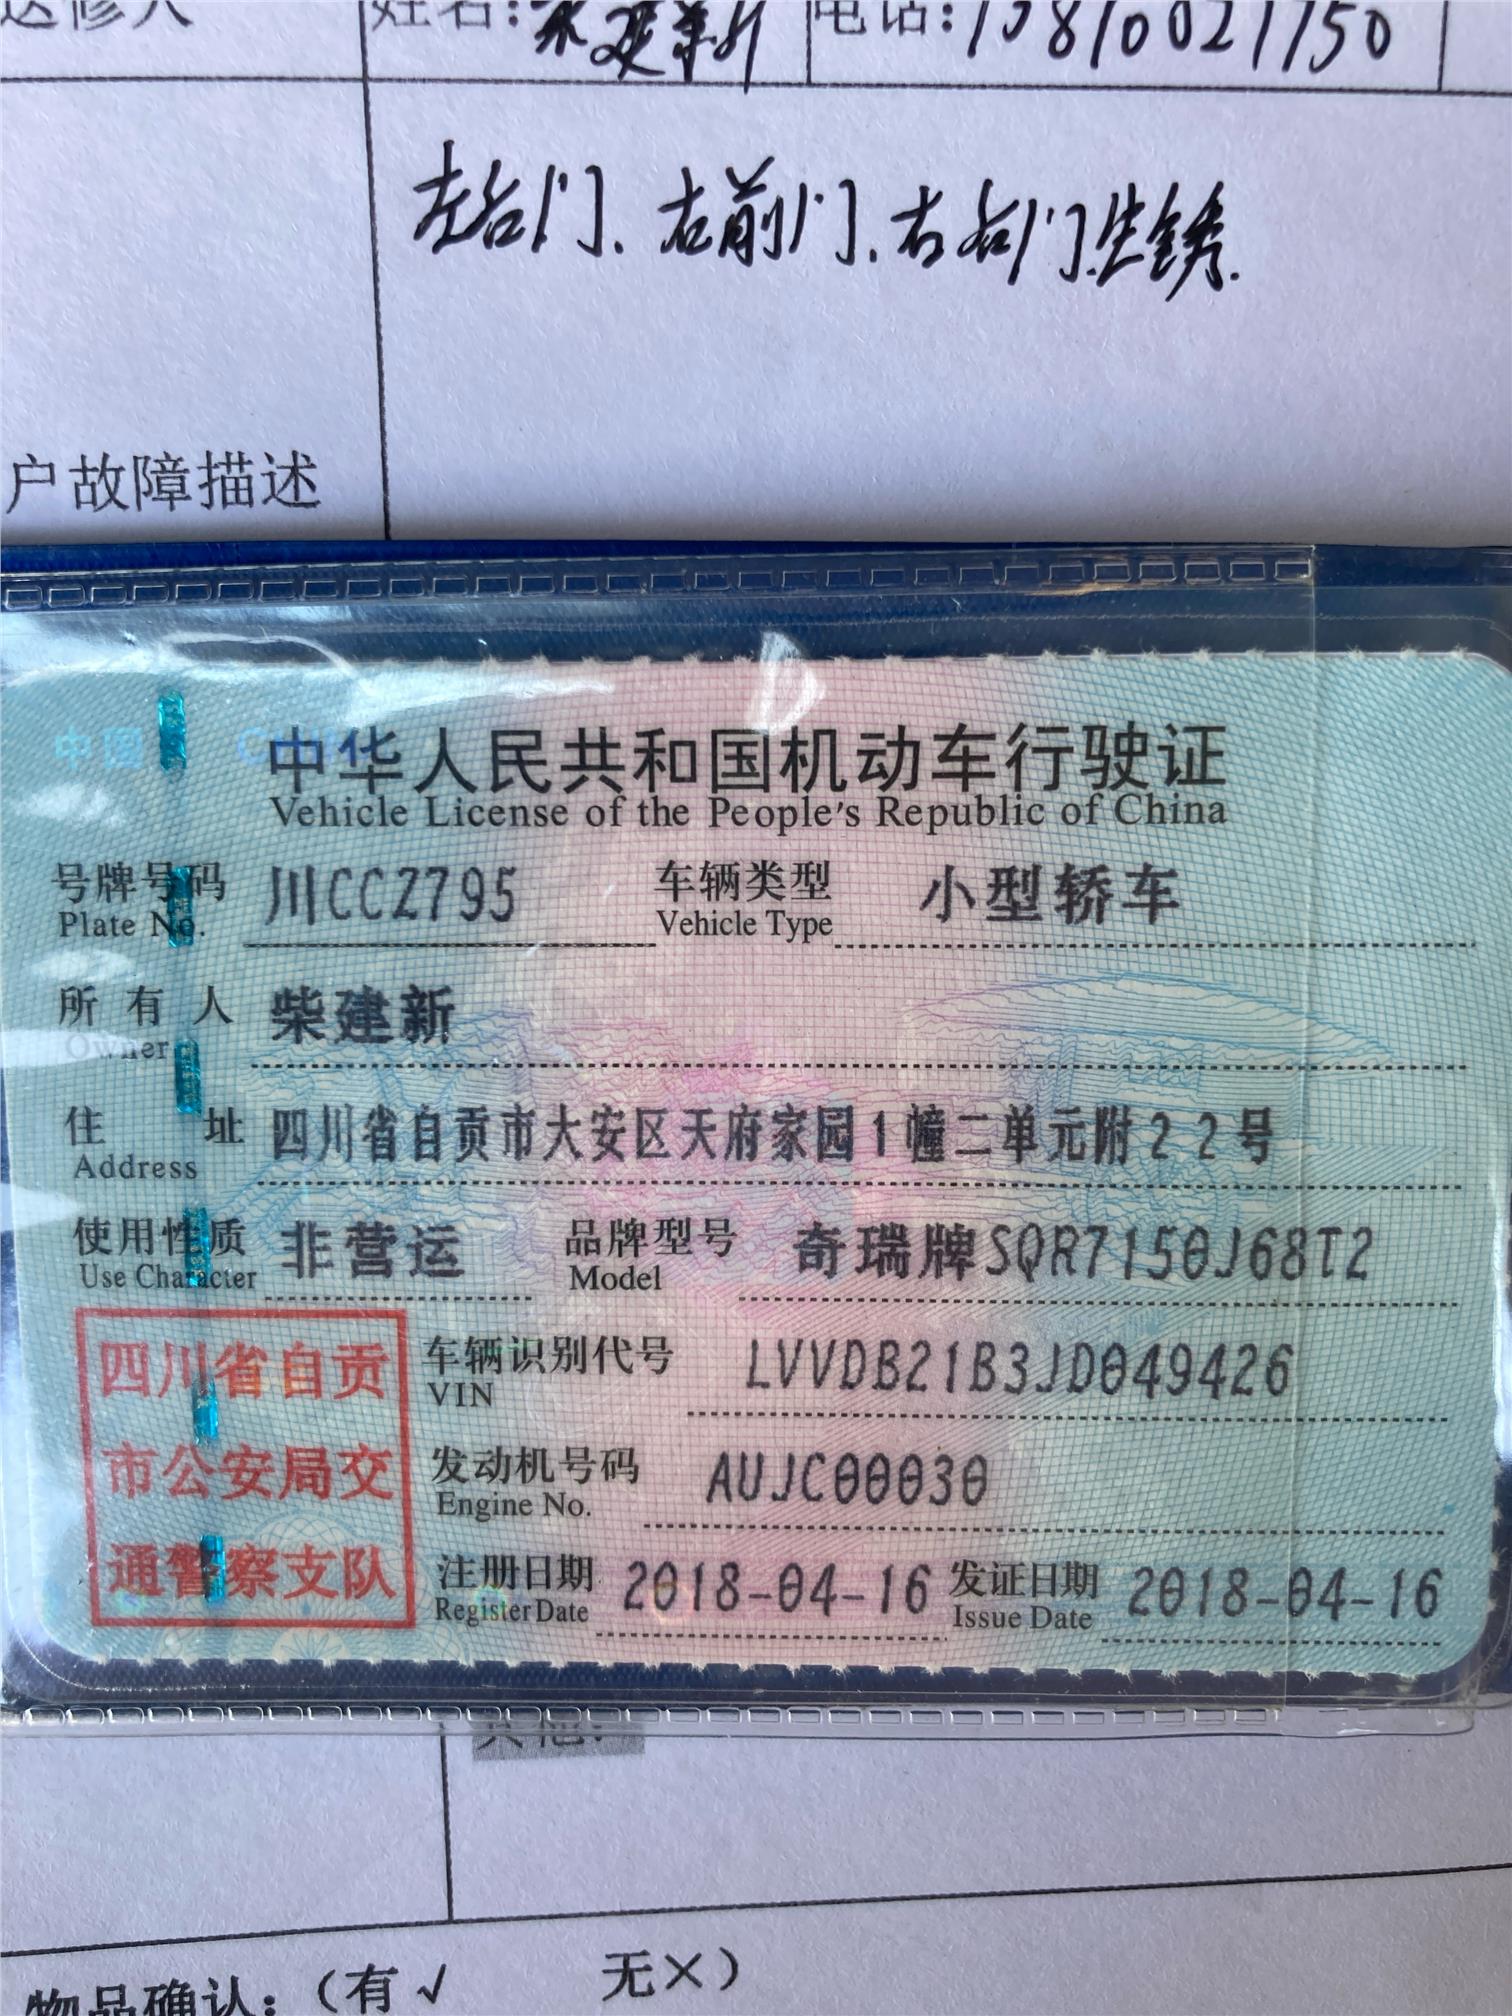 送修人 姓名: 柴建新 电话: 13810021150
左后门、右前门、右后门生锈.
户故障描述
中国 China
中华人民共和国机动车行驶证
Vehicle License of the People's Republic of China
号牌号码 川CCZ795 车辆类型 小型轿车
Plate No. Vehicle Type
所有人 柴建新
Owner
住址 四川省自贡市大安区天府家园1幢二单元附22号
Address
使用性质 非营运 品牌型号 奇瑞牌SQR7150J68T2
Use Character Model
四川省自贡
市公安局交
通警察支队
车辆识别代号 LVVDB21B3JD049426
VIN
发动机号码 AUJC00030
Engine No.
注册日期 2018-04-16 发证日期 2018-04-16
Register Date Issue Date
其他:
物品确认:(有√ 无×)